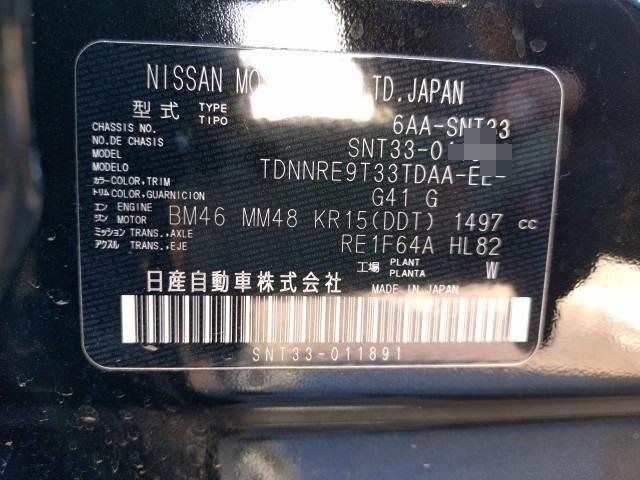 NISSAN MO LTD.JAPAN
型式 TYPE TIPO 6AA-SNT33
CHASSIS NO. NO.DE CHASIS SNT33-01
MODEL MODELO TDNNRE9T33TDAA-EE-
カラー COLOR,TRIM トリム COLOR,GUARNICION G41 G
エン ENGINE ジン MOTOR BM46 MM48 KR15(DDT) 1497 cc
ミッション TRANS.,AXLE アクスル TRANS.,EJE RE1F64A HL82
工場 PLANT PLANTA W
日産自動車株式会社 MADE IN JAPAN
SNT33-011891